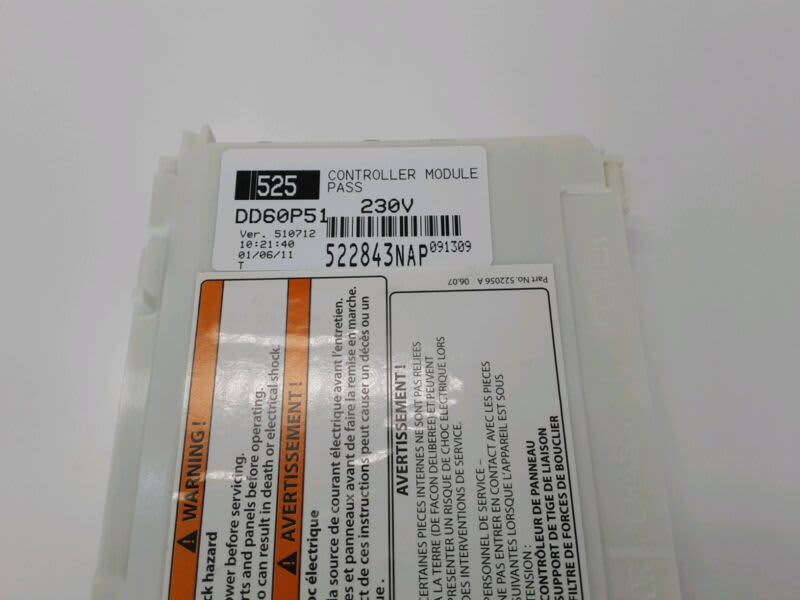 525
CONTROLLER MODULE
PASS
DD60P51 230V
Ver. 510712
10:21:40
01/06/11
T
522843NAP
091309
Part No. 522056 A 06.07
WARNING!
ck hazard
ower before servicing.
rts and panels before operating.
o can result in death or electrical shock.
AVERTISSEMENT!
oc électrique
la source de courant électrique avant l'entretien.
es et panneaux avant de faire la remise en marche.
ct de ces instructions peut causer un décès ou un
ue.
AVERTISSEMENT!
CERTAINES PIECES INTERNES NE SONT PAS RELIEES
A LA TERRE (DE FACON DELIBEREE) ET PEUVENT
PRESENTER UN RISQUE DE CHOC ELECTRIQUE LORS
DES INTERVENTIONS DE SERVICE.
PERSONNEL DE SERVICE –
NE PAS ENTRER EN CONTACT AVEC LES PIECES
SUIVANTES LORSQUE L'APPAREIL EST SOUS
TENSION :
CONTRÔLEUR DE PANNEAU
SUPPORT DE TIGE DE LIAISON
FILTRE DE FORCES DE BOUCLIER